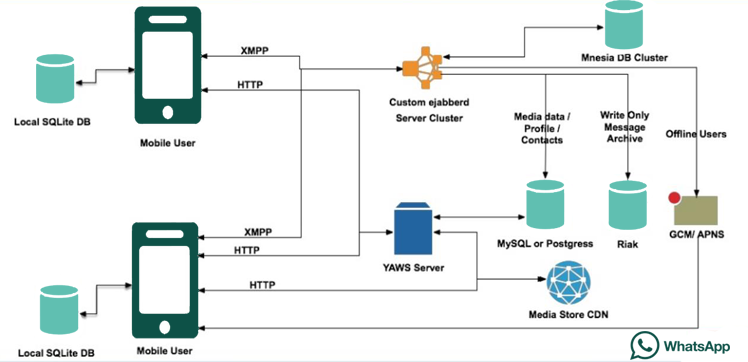 XMPP
HTTP
Local SQLite DB
Mobile User
Custom ejabberd
Server Cluster
Mnesia DB Cluster
Media data /
Profile /
Contacts
Write Only
Message
Archive
Offline Users
XMPP
HTTP
HTTP
YAWS Server
MySQL or Postgress
Riak
GCM/ APNS
Media Store CDN
Local SQLite DB
Mobile User
WhatsApp